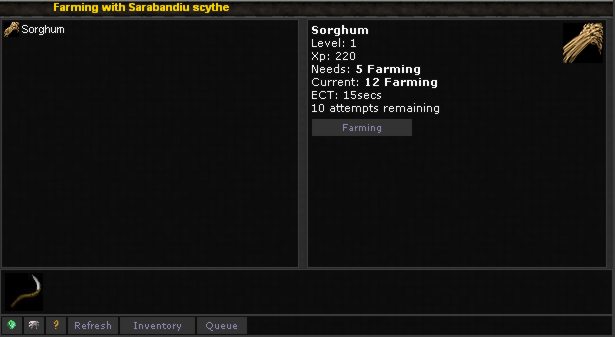 Farming with Sarabandiu scythe
Sorghum
Sorghum
Level: 1
Xp: 220
Needs: 5 Farming
Current: 12 Farming
ECT: 15secs
10 attempts remaining
Farming
? Refresh Inventory Queue